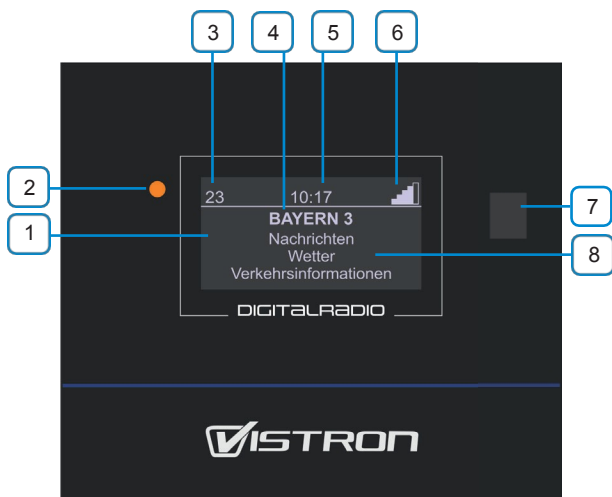 3 4 5 6
2
1
7
8
23 10:17
BAYERN 3
Nachrichten
Wetter
Verkehrsinformationen
DIGITALRADIO
VISTRON